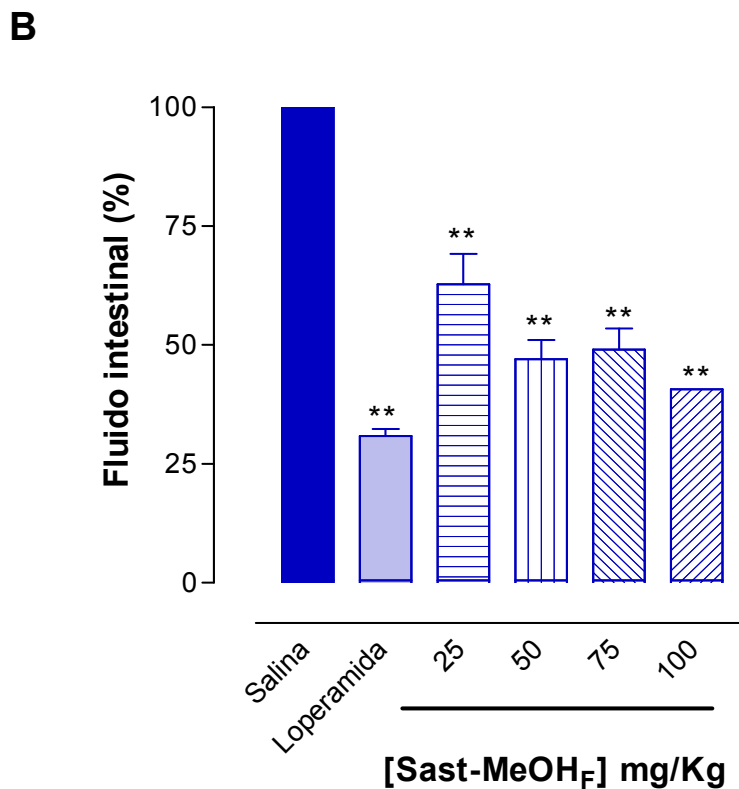 B
Fluido intestinal (%)
100
75
50
25
0
**
**
**
**
**
Salina
Loperamida
25
50
75
100
[Sast-MeOHF] mg/Kg